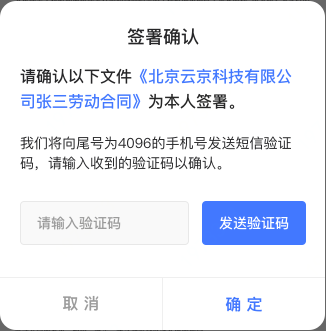 签署确认
请确认以下文件《北京云京科技有限公
司张三劳动合同》为本人签署。
我们将向尾号为4096的手机号发送短信验证
码，请输入收到的验证码以确认。
请输入验证码
发送验证码
取 消
确 定